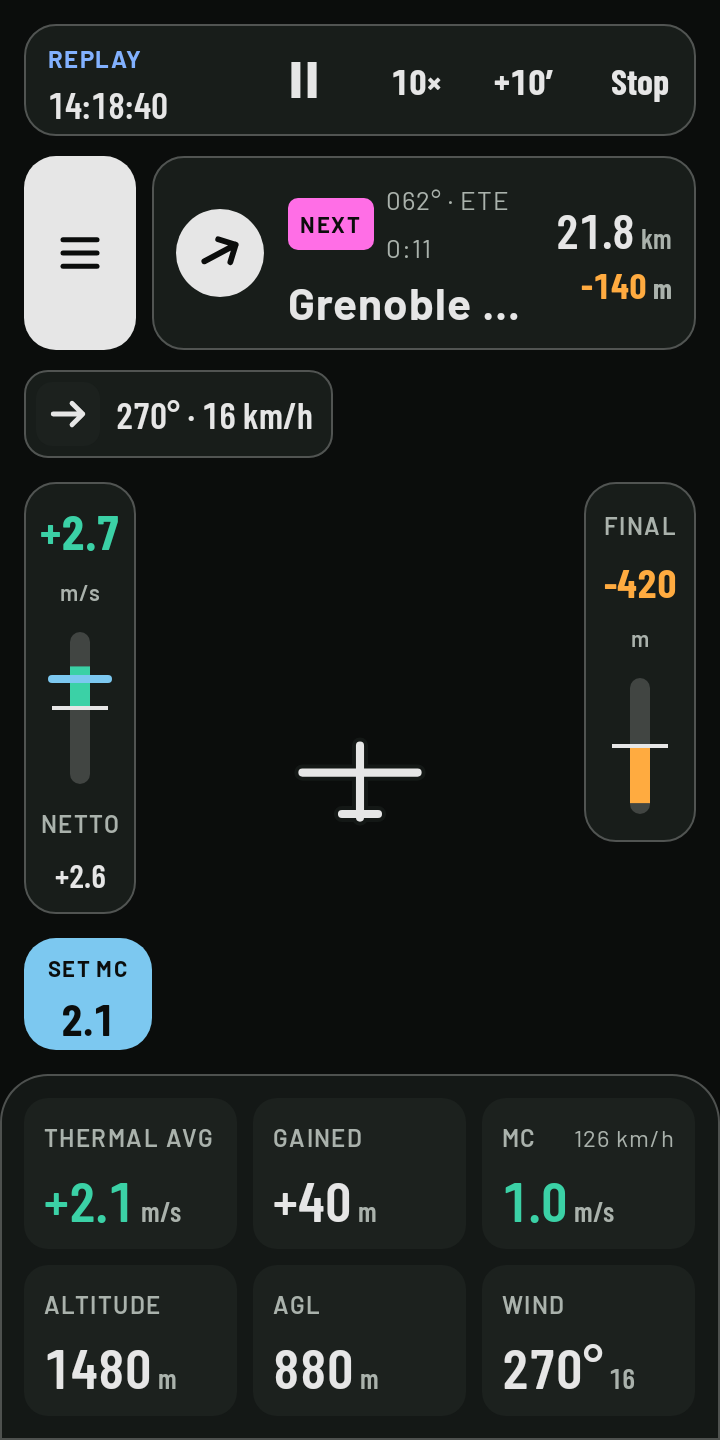 REPLAY
14:18:40
10×
+10′
Stop
NEXT
062° · ETE
0:11
Grenoble ...
21.8 km
-140 m
270° · 16 km/h
+2.7
m/s
NETTO
+2.6
FINAL
-420
m
SET MC
2.1
THERMAL AVG
+2.1 m/s
GAINED
+40 m
MC 126 km/h
1.0 m/s
ALTITUDE
1480 m
AGL
880 m
WIND
270° 16